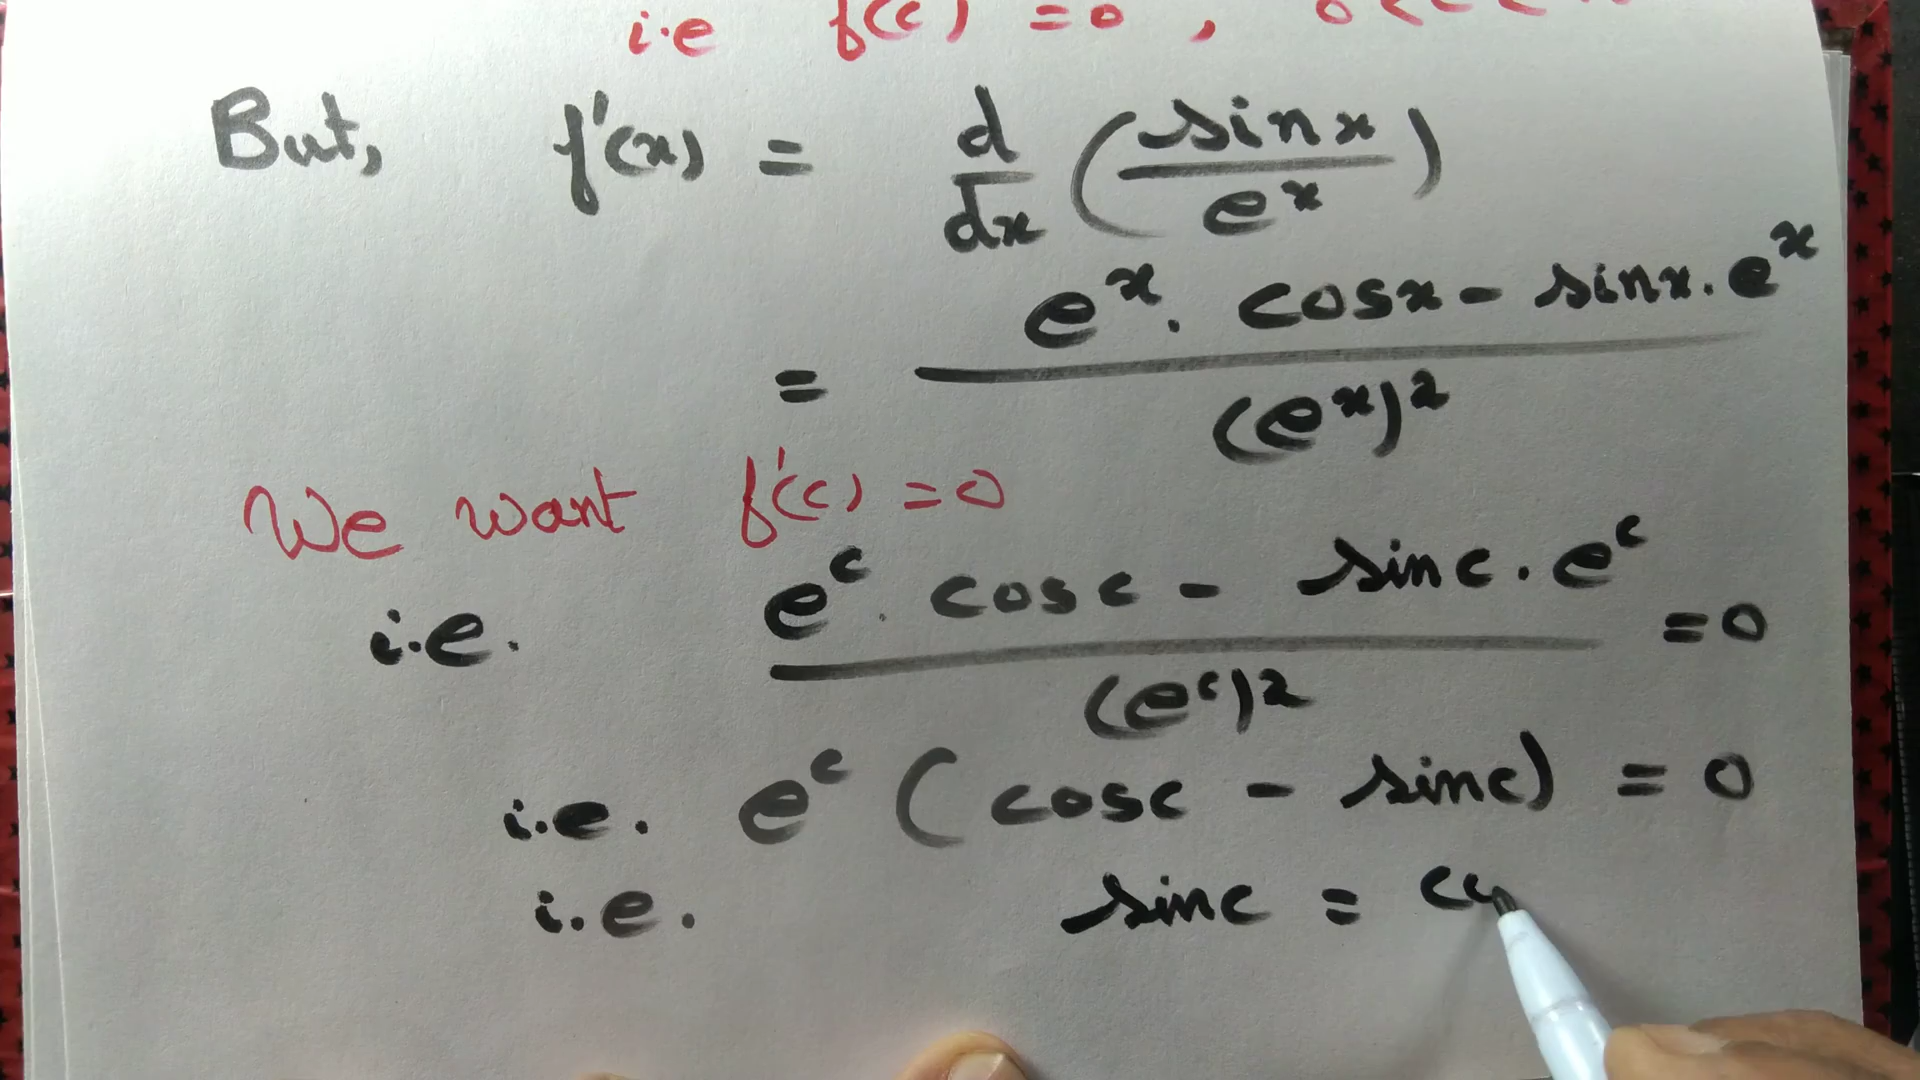 i.e f(c) = 0 ,
But, f'(x) = d/dx (sinx/e^x)
= e^x. cosx - sinx. e^x / (e^x)^2
We want f'(c) = 0
i.e. e^c. cosc - sinc. e^c / (e^c)^2 = 0
i.e. e^c (cosc - sinc) = 0
i.e. sinc =